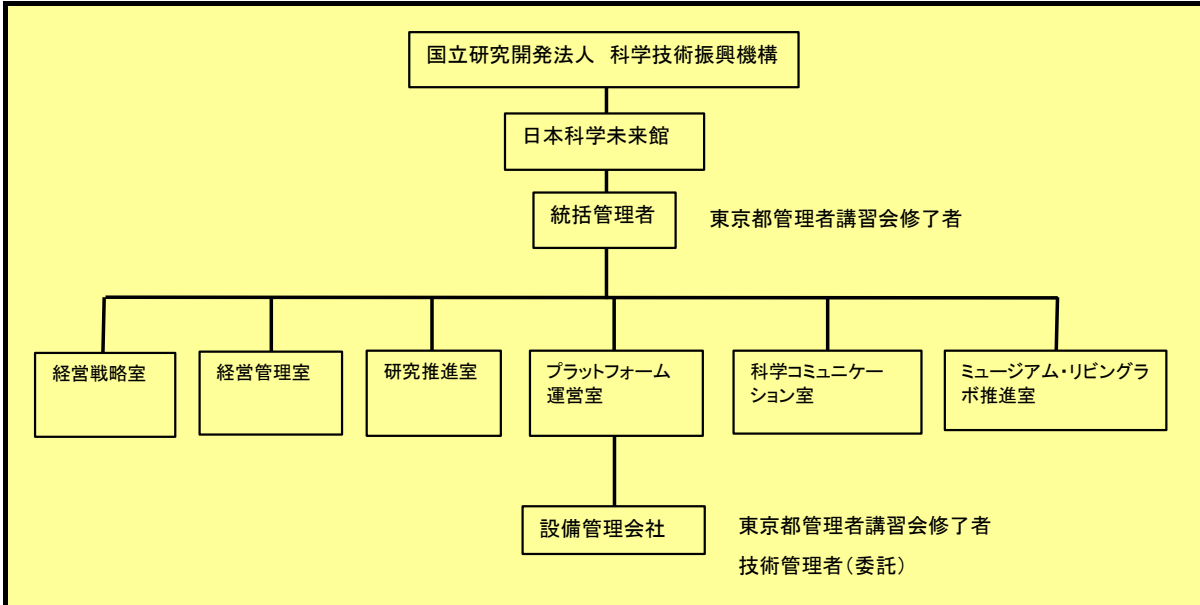 国立研究開発法人　科学技術振興機構
日本科学未来館
統括管理者
東京都管理者講習会修了者
経営戦略室
経営管理室
研究推進室
プラットフォーム
運営室
科学コミュニケー
ション室
ミュージアム・リビングラ
ボ推進室
設備管理会社
東京都管理者講習会修了者
技術管理者（委託）